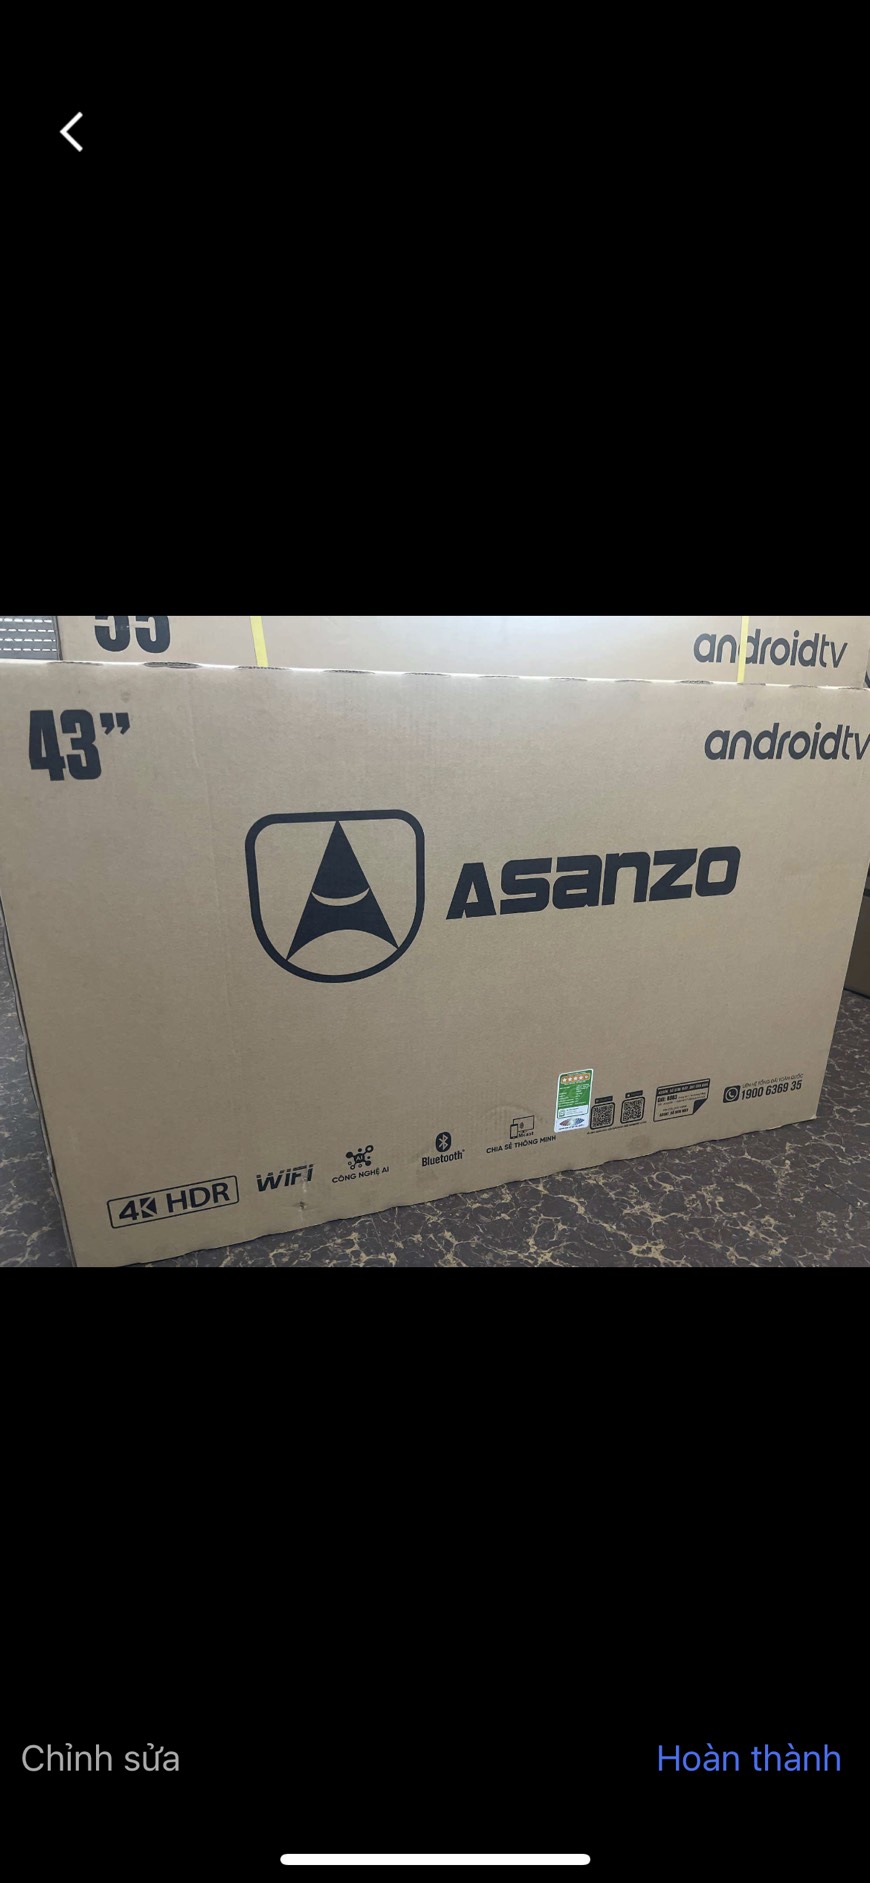 55
androidtv
43”
androidtv
Asanzo
4K HDR
WiFi
AI
CÔNG NGHỆ AI
Bluetooth
CHIA SẺ THÔNG MINH
1900 6369 35
Chỉnh sửa
Hoàn thành